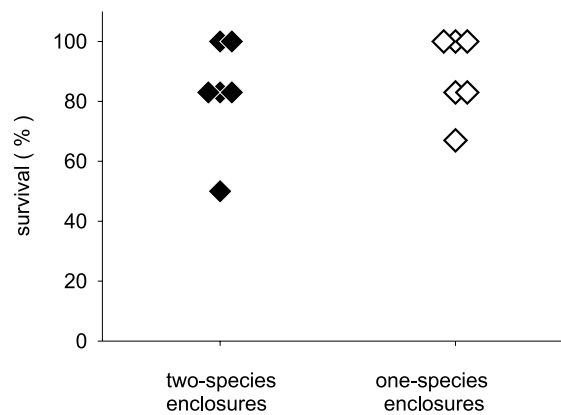 survival ( % )
100
80
60
40
20
0
two-species
enclosures
one-species
enclosures